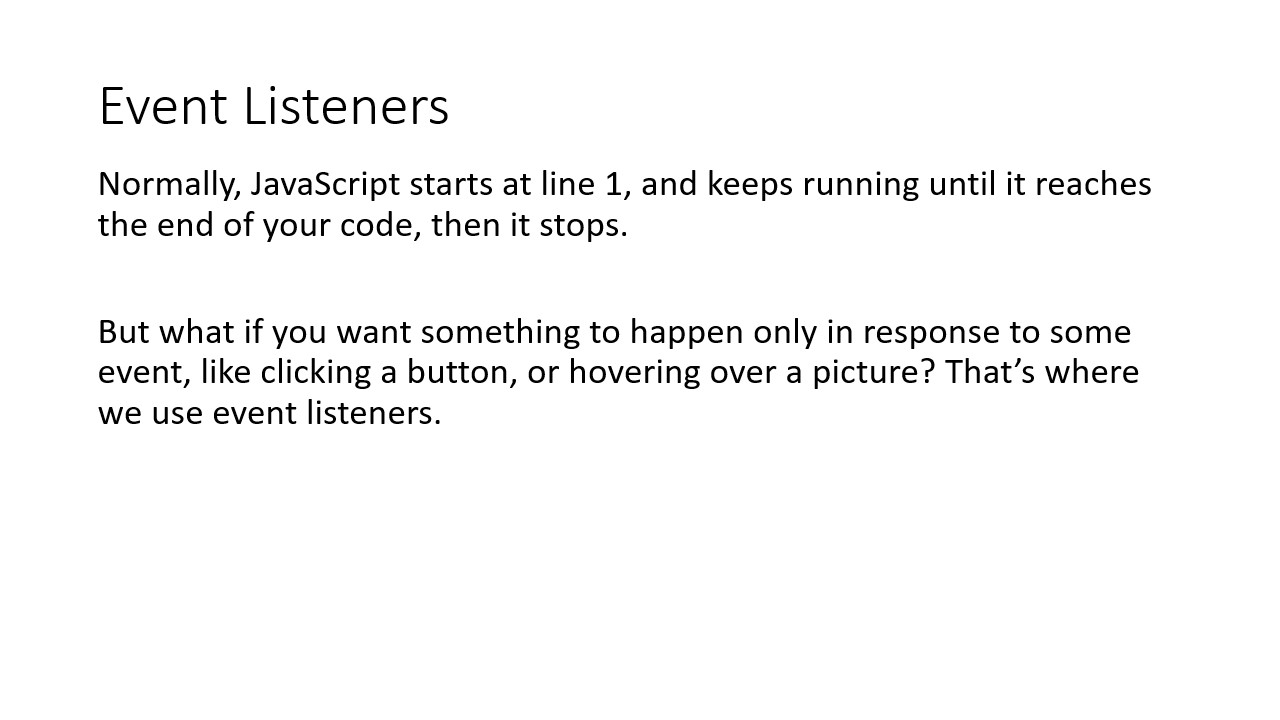 Event Listeners
Normally, JavaScript starts at line 1, and keeps running until it reaches
the end of your code, then it stops.
But what if you want something to happen only in response to some
event, like clicking a button, or hovering over a picture? That’s where
we use event listeners.